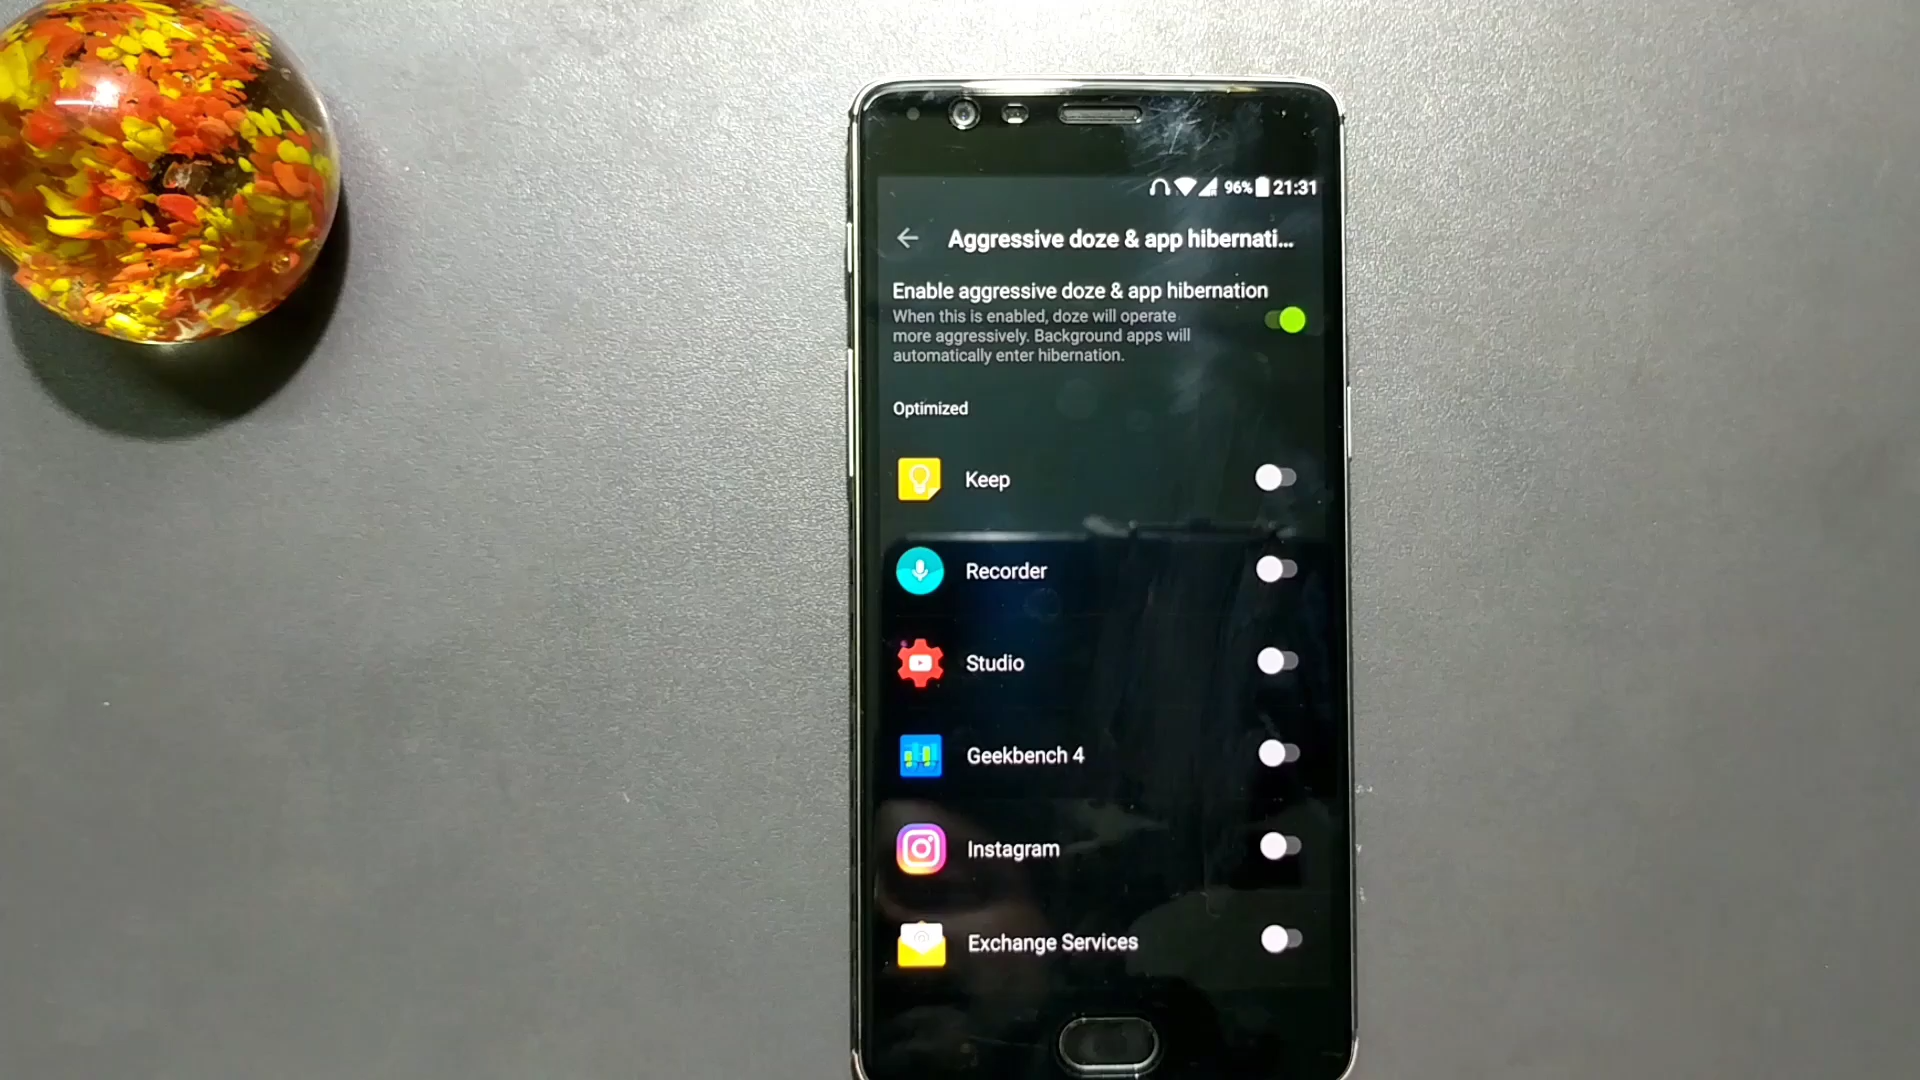 96% 21:31
Aggressive doze & app hibernati...
Enable aggressive doze & app hibernation
When this is enabled, doze will operate
more aggressively. Background apps will
automatically enter hibernation.
Optimized
Keep
Recorder
Studio
Geekbench 4
Instagram
Exchange Services